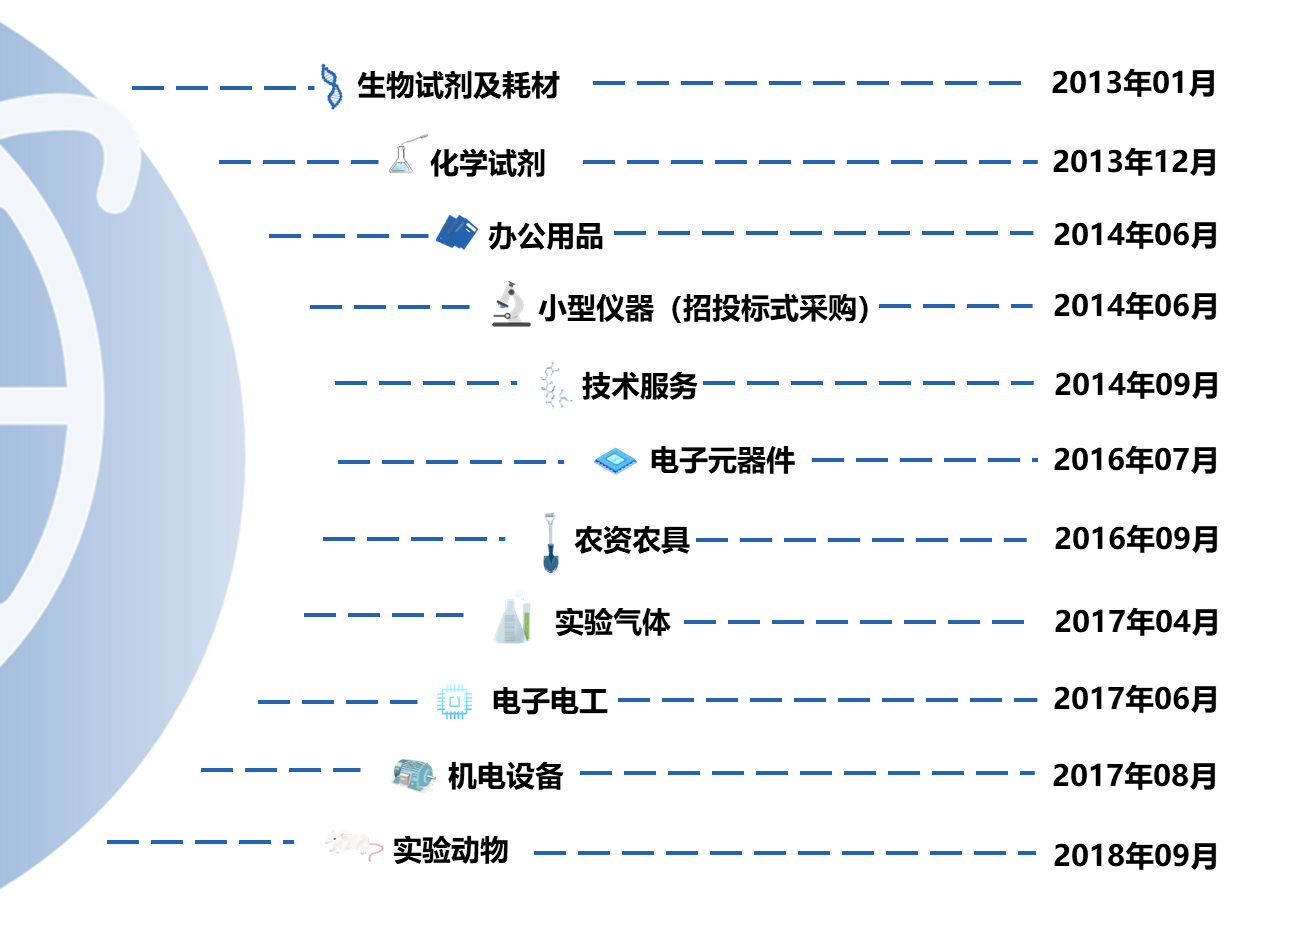 生物试剂及耗材 2013年01月
化学试剂 2013年12月
办公用品 2014年06月
小型仪器（招投标式采购） 2014年06月
技术服务 2014年09月
电子元器件 2016年07月
农资农具 2016年09月
实验气体 2017年04月
电子电工 2017年06月
机电设备 2017年08月
实验动物 2018年09月